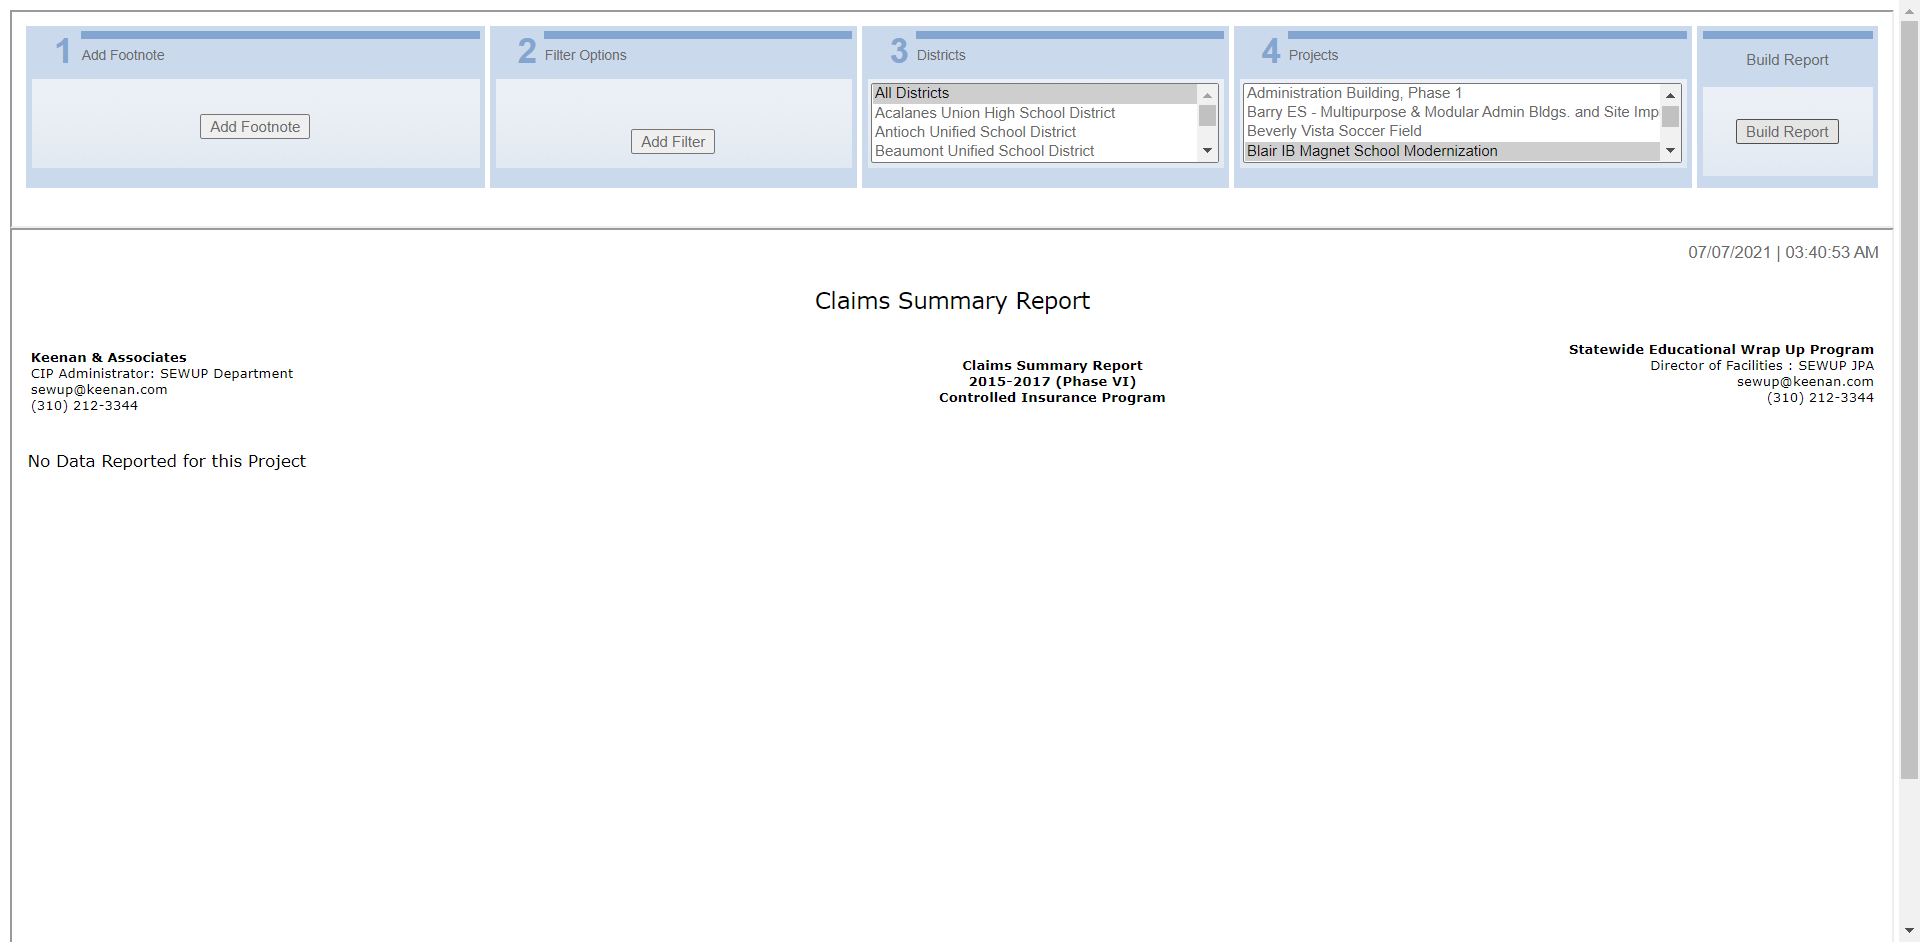 1 Add Footnote
Add Footnote
2 Filter Options
Add Filter
3 Districts
All Districts
Acalanes Union High School District
Antioch Unified School District
Beaumont Unified School District
4 Projects
Administration Building, Phase 1
Barry ES - Multipurpose & Modular Admin Bldgs. and Site Imp
Beverly Vista Soccer Field
Blair IB Magnet School Modernization
Build Report
Build Report
07/07/2021 | 03:40:53 AM
Claims Summary Report
Keenan & Associates
CIP Administrator: SEWUP Department
sewup@keenan.com
(310) 212-3344
Claims Summary Report
2015-2017 (Phase VI)
Controlled Insurance Program
Statewide Educational Wrap Up Program
Director of Facilities : SEWUP JPA
sewup@keenan.com
(310) 212-3344
No Data Reported for this Project